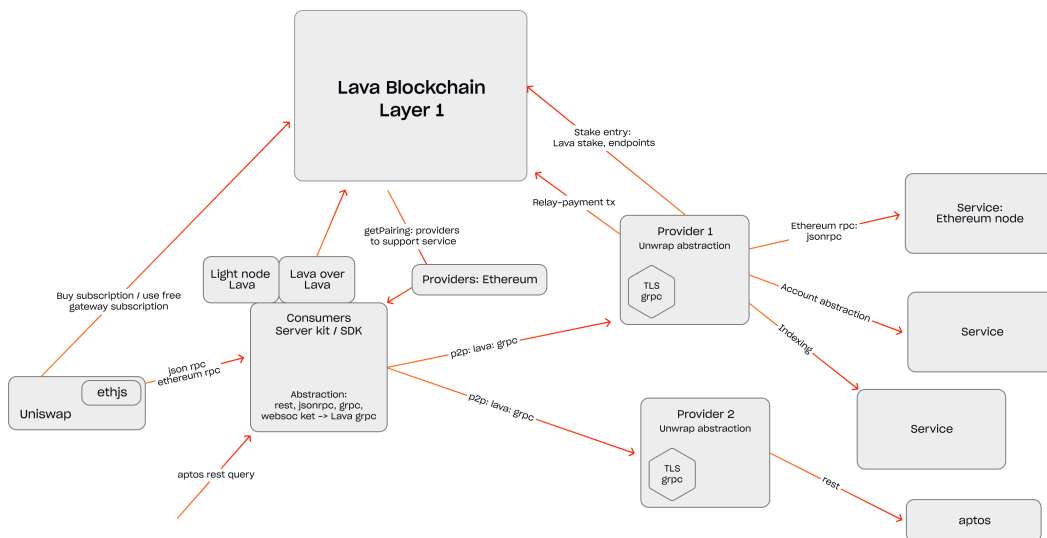 Lava Blockchain
Layer 1
Stake entry:
Lava stake, endpoints
Relay-payment tx
getPairing: providers
to support service
Provider 1
Unwrap abstraction
TLS
grpc
Ethereum rpc:
jsonrpc
Service:
Ethereum node
Light node
Lava
Lava over
Lava
Providers: Ethereum
Buy subscription / use free
gateway subscription
Account abstraction
Service
Consumers
Server kit / SDK
Abstraction:
rest, jsonrpc, grpc,
websoc ket -> Lava grpc
p2p: lava: grpc
Indexing
json rpc
ethereum rpc
ethjs
Uniswap
p2p: lava: grpc
Provider 2
Unwrap abstraction
TLS
grpc
Service
aptos rest query
rest
aptos